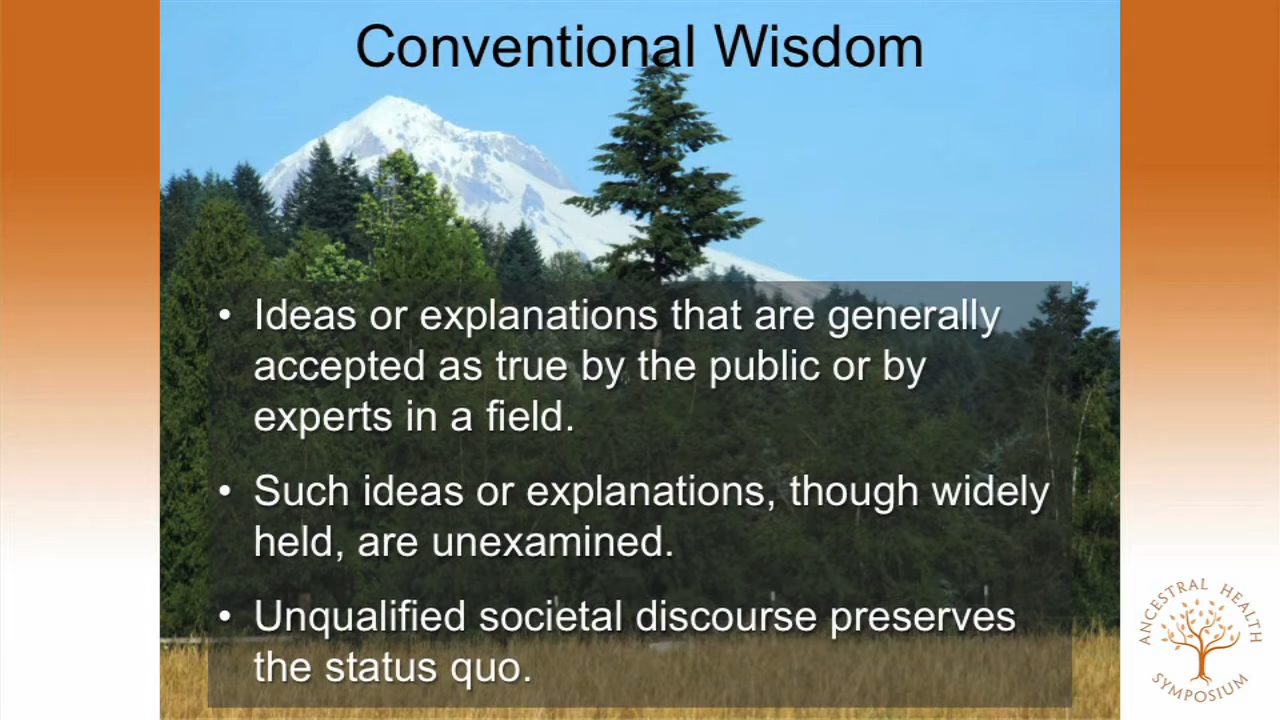 Conventional Wisdom
• Ideas or explanations that are generally
accepted as true by the public or by
experts in a field.
• Such ideas or explanations, though widely
held, are unexamined.
• Unqualified societal discourse preserves
the status quo.
ANCESTRAL HEALTH
SYMPOSIUM